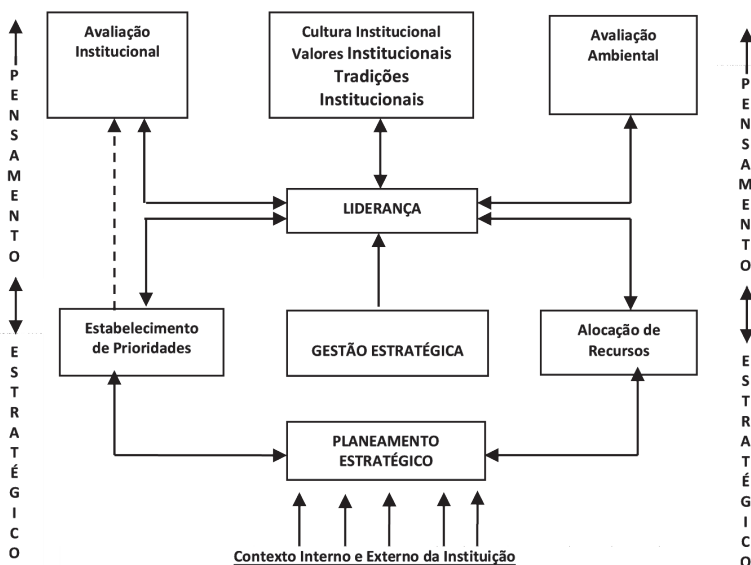 Avaliação
Institucional
Cultura Institucional
Valores Institucionais
Tradições
Institucionais
Avaliação
Ambiental
LIDERANÇA
Estabelecimento
de Prioridades
GESTÃO ESTRATÉGICA
Alocação de
Recursos
PLANEAMENTO
ESTRATÉGICO
Contexto Interno e Externo da Instituição
PENSAMENTO
ESTRATÉGICO
PENSAMENTO
ESTRATÉGICO